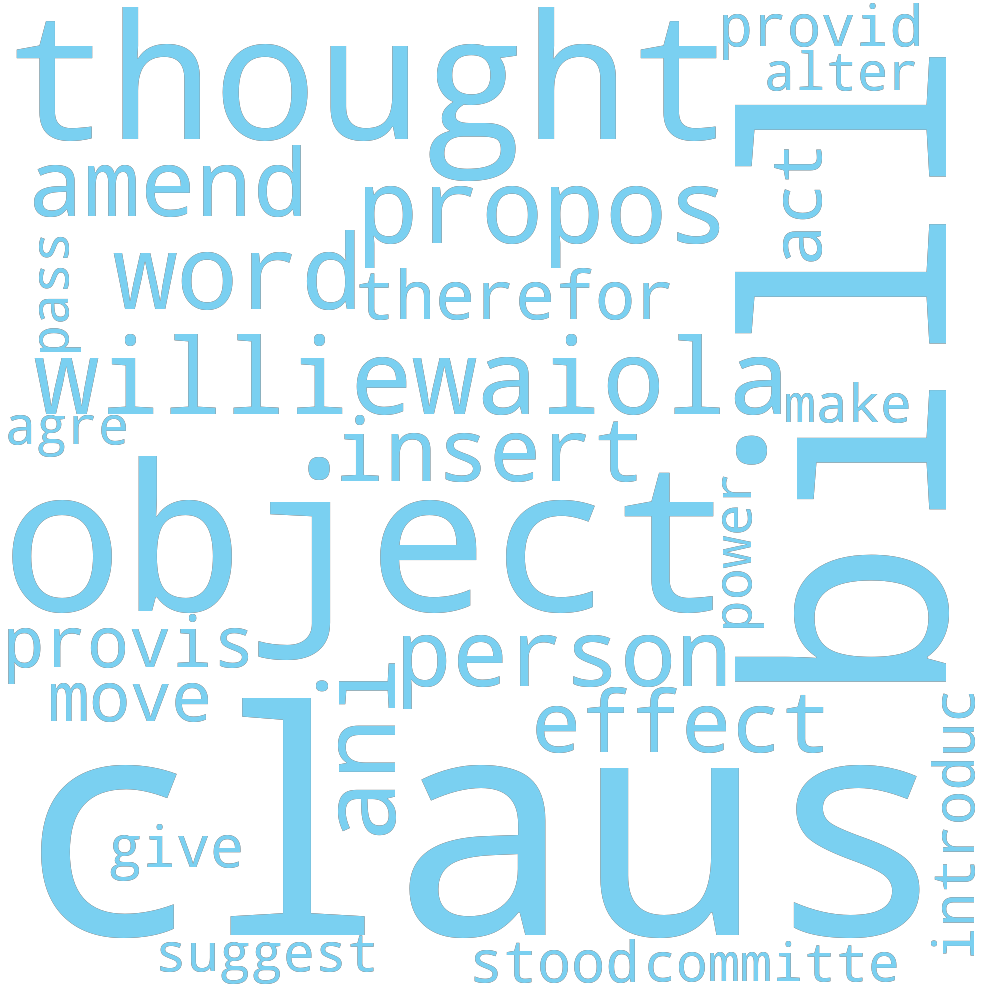 thought
provid
alter
bill
act
amend
propos
pass
word
therefor
williewaiola
make
agre
insert
object
power
provis
person
move
ani
effect
introduc
claus
give
suggest
stood
committe